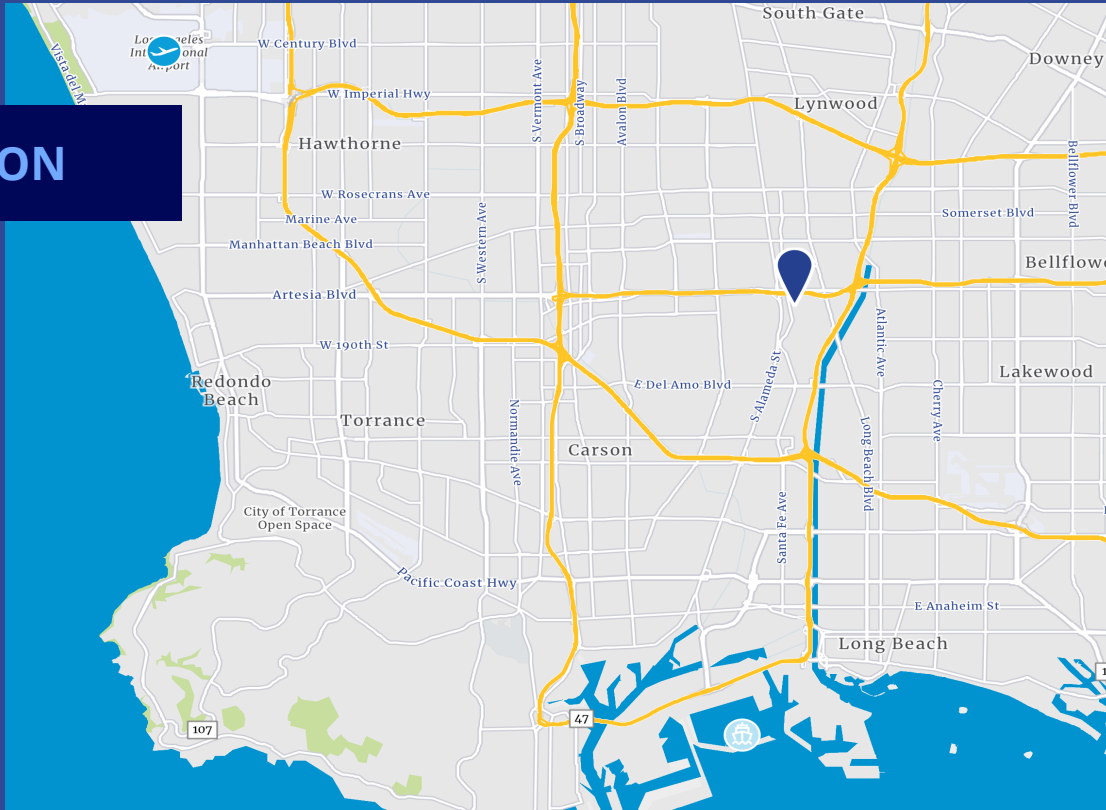 South Gate
Los Angeles
International
Airport
W Century Blvd
Downey
Vista del M
S Vermont Ave
S Broadway
Avalon Blvd
W Imperial Hwy
Lynwood
Hawthorne
ON
Bellflower Blvd
W Rosecrans Ave
Somerset Blvd
Marine Ave
S Western Ave
Manhattan Beach Blvd
Bellflowe
Artesia Blvd
Atlantic Ave
W 190th St
S Alameda St
Lakewood
Redondo
Beach
E Del Amo Blvd
Cherry Ave
Torrance
Normandie Ave
Carson
Long Beach Blvd
City of Torrance
Open Space
Santa Fe Ave
Pacific Coast Hwy
E Anaheim St
Long Beach
1
47
107